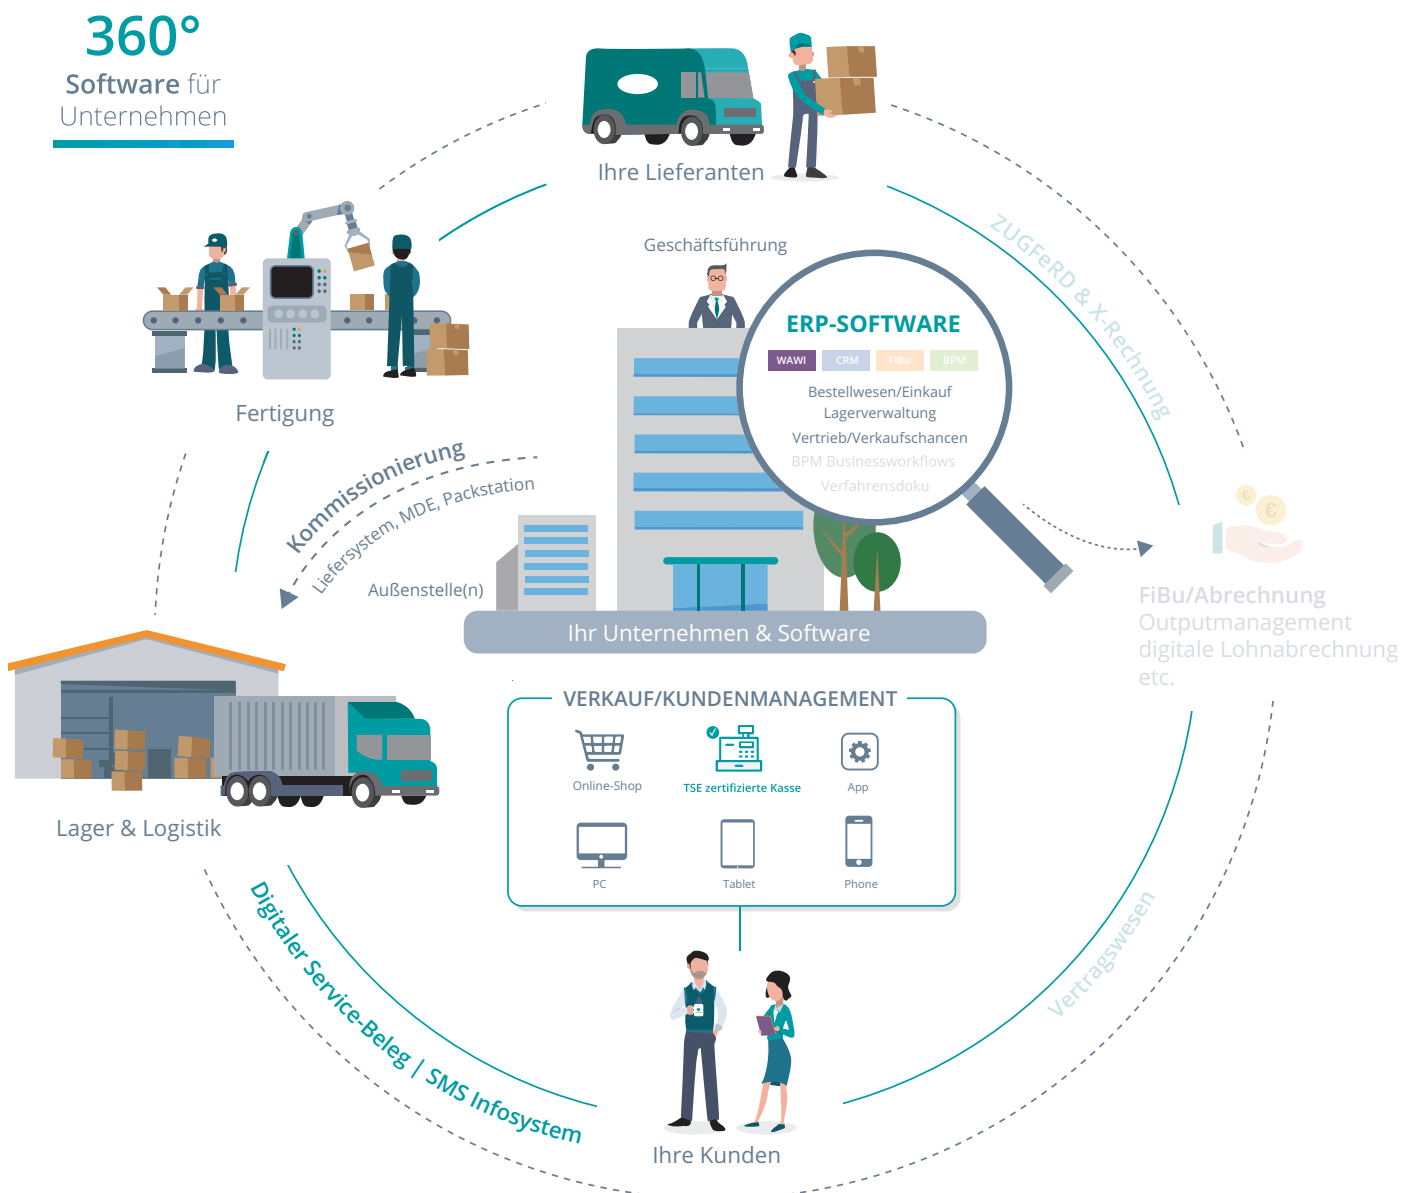 360°
Software für
Unternehmen
Ihre Lieferanten
Geschäftsführung
ZUGFeRD & X-Rechnung
ERP-SOFTWARE
WAWI CRM FiBu BPM
Bestellwesen/Einkauf
Lagerverwaltung
Vertrieb/Verkaufschancen
BPM Businessworkflows
Verfahrensdoku
Fertigung
Kommissionierung
Liefersystem, MDE, Packstation
Außenstelle(n)
Ihr Unternehmen & Software
€ €
FiBu/Abrechnung
Outputmanagement
digitale Lohnabrechnung
etc.
VERKAUF/KUNDENMANAGEMENT
Online-Shop
TSE zertifizierte Kasse
App
PC
Tablet
Phone
Lager & Logistik
Digitaler Service-Beleg | SMS Infosystem
Vertragswesen
Ihre Kunden